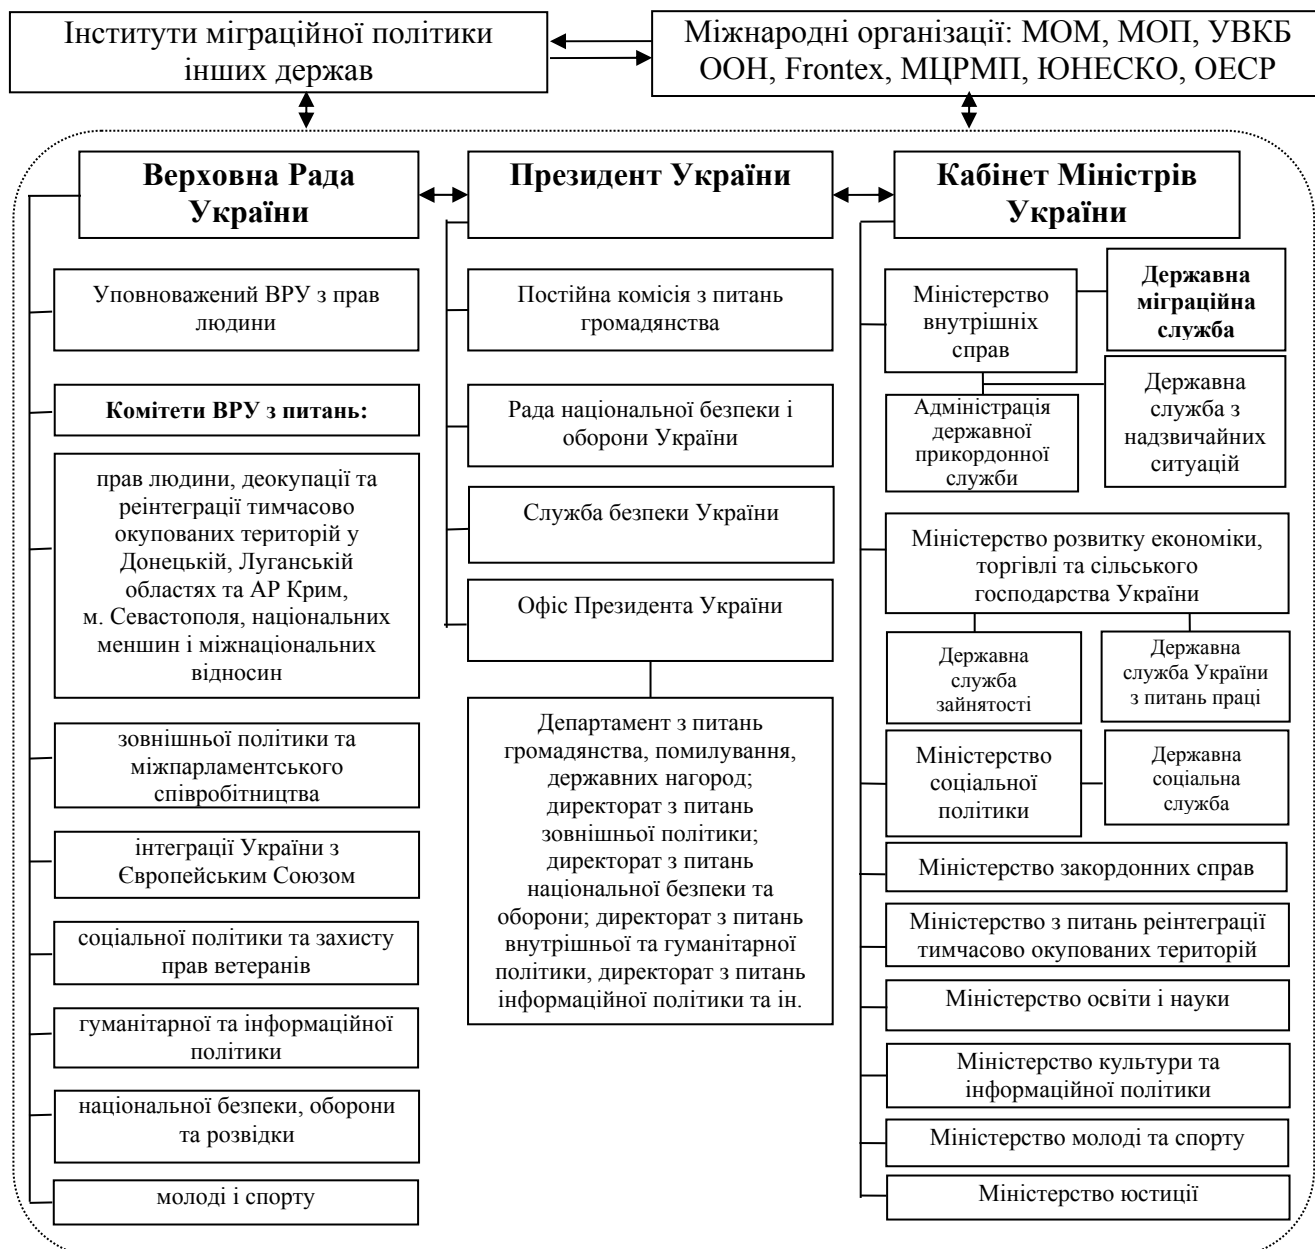 Інститути міграційної політики
інших держав
Міжнародні організації: МОМ, МОП, УВКБ
ООН, Frontex, МЦРМП, ЮНЕСКО, ОЕСР
Верховна Рада
України
Президент України
Кабінет Міністрів
України
Уповноважений ВРУ з прав
людини
Комітети ВРУ з питань:
прав людини, деокупації та
реінтеграції тимчасово
окупованих територій у
Донецькій, Луганській
областях та АР Крим,
м. Севастополя, національних
меншин і міжнаціональних
відносин
зовнішньої політики та
міжпарламентського
співробітництва
інтеграції України з
Європейським Союзом
соціальної політики та захисту
прав ветеранів
гуманітарної та інформаційної
політики
національної безпеки, оборони
та розвідки
молоді і спорту
Постійна комісія з питань
громадянства
Рада національної безпеки і
оборони України
Служба безпеки України
Офіс Президента України
Департамент з питань
громадянства, помилування,
державних нагород;
директорат з питань
зовнішньої політики;
директорат з питань
національної безпеки та
оборони; директорат з питань
внутрішньої та гуманітарної
політики, директорат з питань
інформаційної політики та ін.
Міністерство
внутрішніх
справ
Державна
міграційна
служба
Адміністрація
державної
прикордонної
служби
Державна
служба з
надзвичайних
ситуацій
Міністерство розвитку економіки,
торгівлі та сільського
господарства України
Державна
служба
зайнятості
Державна
служба України
з питань праці
Міністерство
соціальної
політики
Державна
соціальна
служба
Міністерство закордонних справ
Міністерство з питань реінтеграції
тимчасово окупованих територій
Міністерство освіти і науки
Міністерство культури та
інформаційної політики
Міністерство молоді та спорту
Міністерство юстиції